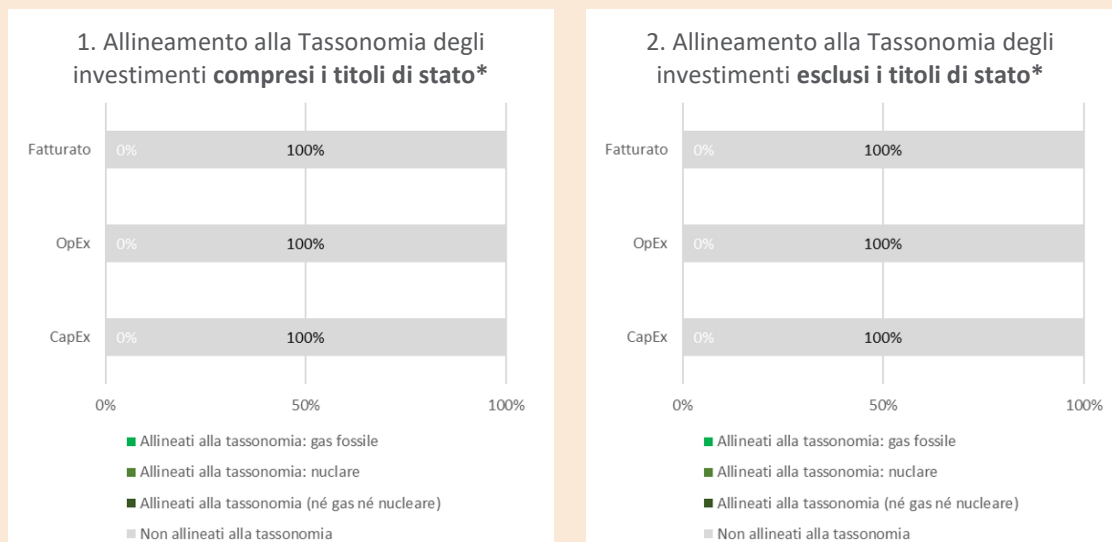 1. Allineamento alla Tassonomia degli
investimenti compresi i titoli di stato*
Fatturato
0%
100%
OpEx
0%
100%
CapEx
0%
100%
0%
50%
100%
Allineati alla tassonomia: gas fossile
Allineati alla tassonomia: nuclare
Allineati alla tassonomia (né gas né nucleare)
Non allineati alla tassonomia
2. Allineamento alla Tassonomia degli
investimenti esclusi i titoli di stato*
Fatturato
0%
100%
OpEx
0%
100%
CapEx
0%
100%
0%
50%
100%
Allineati alla tassonomia: gas fossile
Allineati alla tassonomia: nuclare
Allineati alla tassonomia (né gas né nucleare)
Non allineati alla tassonomia